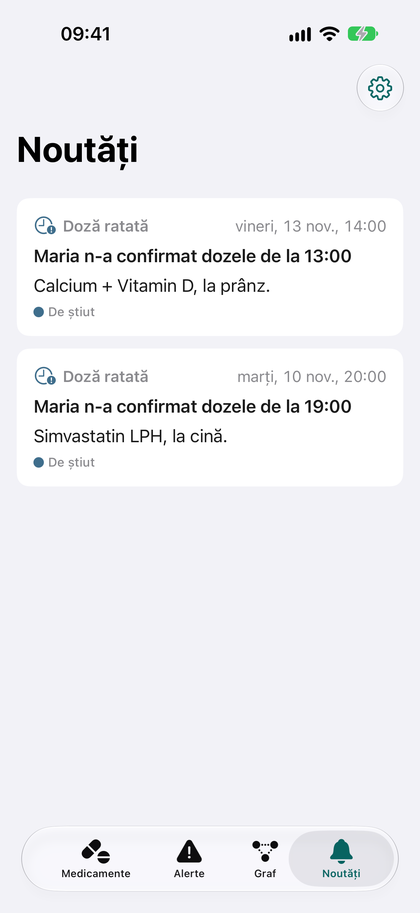 09:41
Noutăți
Doză ratată vineri, 13 nov., 14:00
Maria n-a confirmat dozele de la 13:00
Calcium + Vitamin D, la prânz.
De știut
Doză ratată marți, 10 nov., 20:00
Maria n-a confirmat dozele de la 19:00
Simvastatin LPH, la cină.
De știut
Medicamente Alerte Graf Noutăți